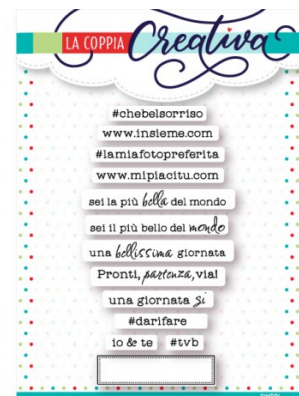 LA COPPIA Creativa
#chebelsorriso
www.insieme.com
#lamiafotopreferita
www.mipiacitu.com
sei la più bella del mondo
sei il più bello del mondo
una bellissima giornata
Pronti, partenza, via!
una giornata sì
#darifare
io & te #tvb